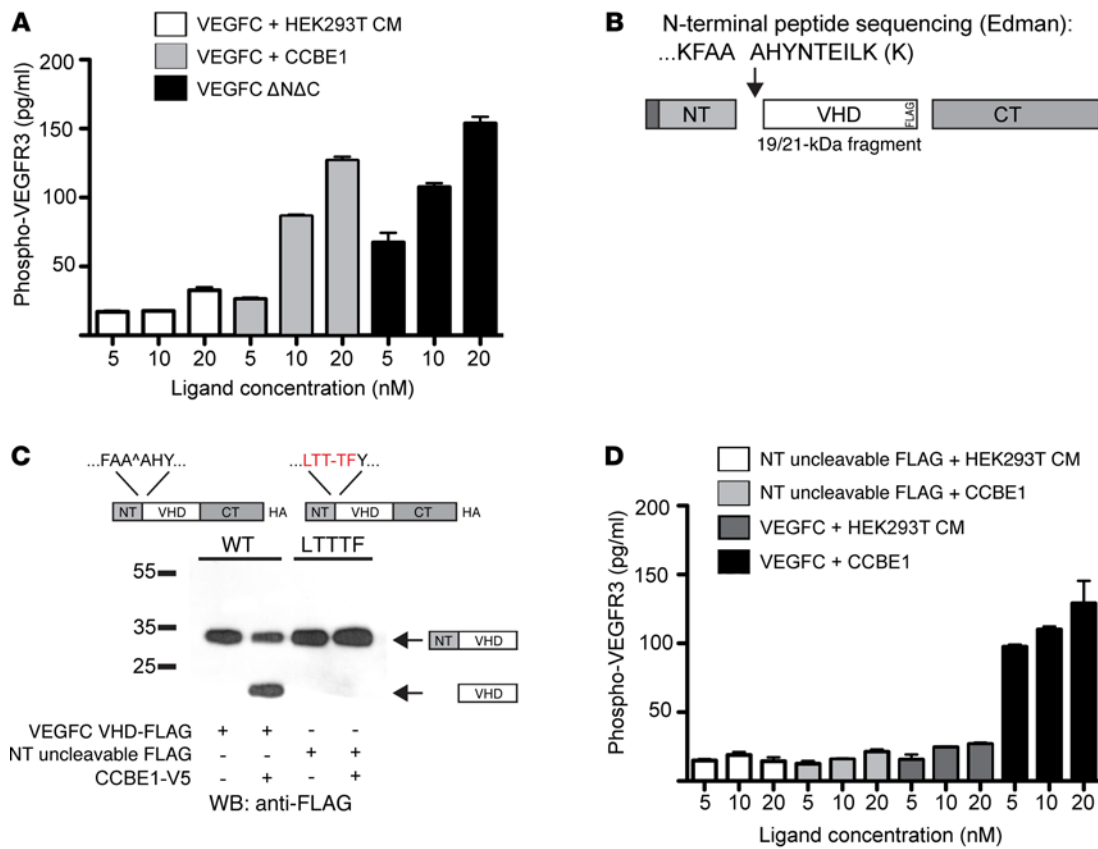 A
VEGFC + HEK293T CM
VEGFC + CCBE1
VEGFC ΔNΔC
Phospho-VEGFR3 (pg/ml)
200
150
100
50
5 10 20 5 10 20 5 10 20
Ligand concentration (nM)
B
N-terminal peptide sequencing (Edman):
...KFAA AHYNTEILK (K)
NT VHD FLAG CT
19/21-kDa fragment
C
...FAA^AHY... ...LTT-TFY...
NT VHD CT HA NT VHD CT HA
WT LTTTF
55
35
25
NT VHD
VHD
VEGFC VHD-FLAG + + - -
NT uncleavable FLAG - - + +
CCBE1-V5 - + - +
WB: anti-FLAG
D
NT uncleavable FLAG + HEK293T CM
NT uncleavable FLAG + CCBE1
VEGFC + HEK293T CM
VEGFC + CCBE1
Phospho-VEGFR3 (pg/ml)
200
150
100
50
5 10 20 5 10 20 5 10 20 5 10 20
Ligand concentration (nM)